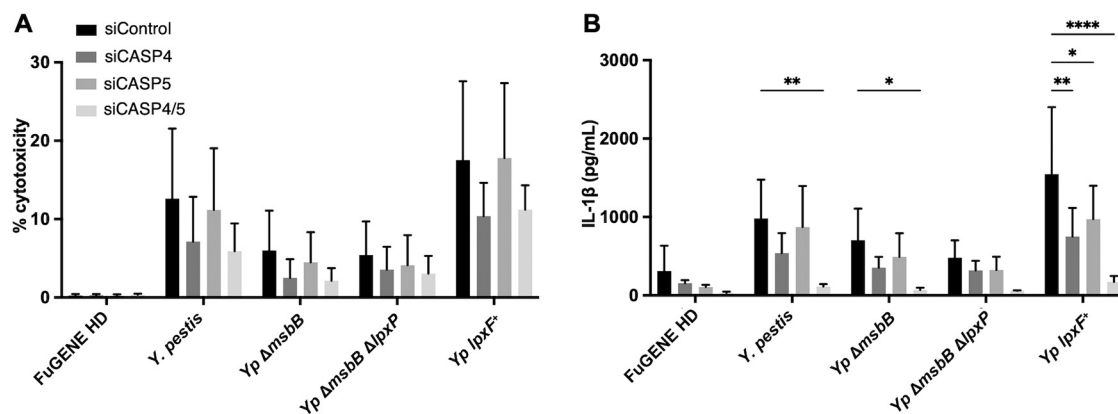 A
siControl
siCASP4
siCASP5
siCASP4/5
% cytotoxicity
30
20
10
0
FuGENE HD
Y. pestis
Yp ΔmsbB
Yp ΔmsbB ΔlpxP
Yp lpxF+
B
IL-1β (pg/mL)
3000
2000
1000
0
**
*
****
*
**
FuGENE HD
Y. pestis
Yp ΔmsbB
Yp ΔmsbB ΔlpxP
Yp lpxF+